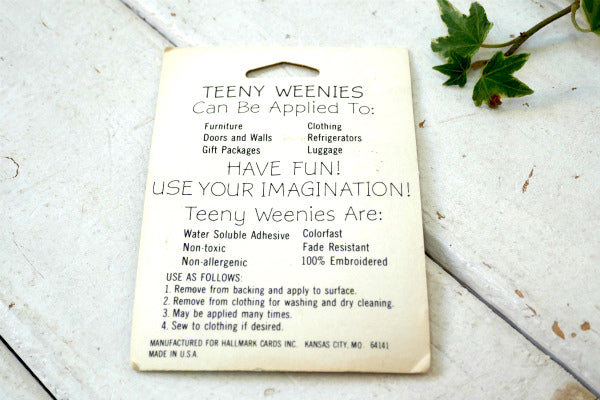 TEENY WEENIES
Can Be Applied To:
Furniture Clothing
Doors and Walls Refrigerators
Gift Packages Luggage
HAVE FUN!
USE YOUR IMAGINATION!
Teeny Weenies Are:
Water Soluble Adhesive Colorfast
Non-toxic Fade Resistant
Non-allergenic 100% Embroidered
USE AS FOLLOWS:
1. Remove from backing and apply to surface.
2. Remove from clothing for washing and dry cleaning.
3. May be applied many times.
4. Sew to clothing if desired.
MANUFACTURED FOR HALLMARK CARDS INC. KANSAS CITY, MO. 64141
MADE IN U.S.A.